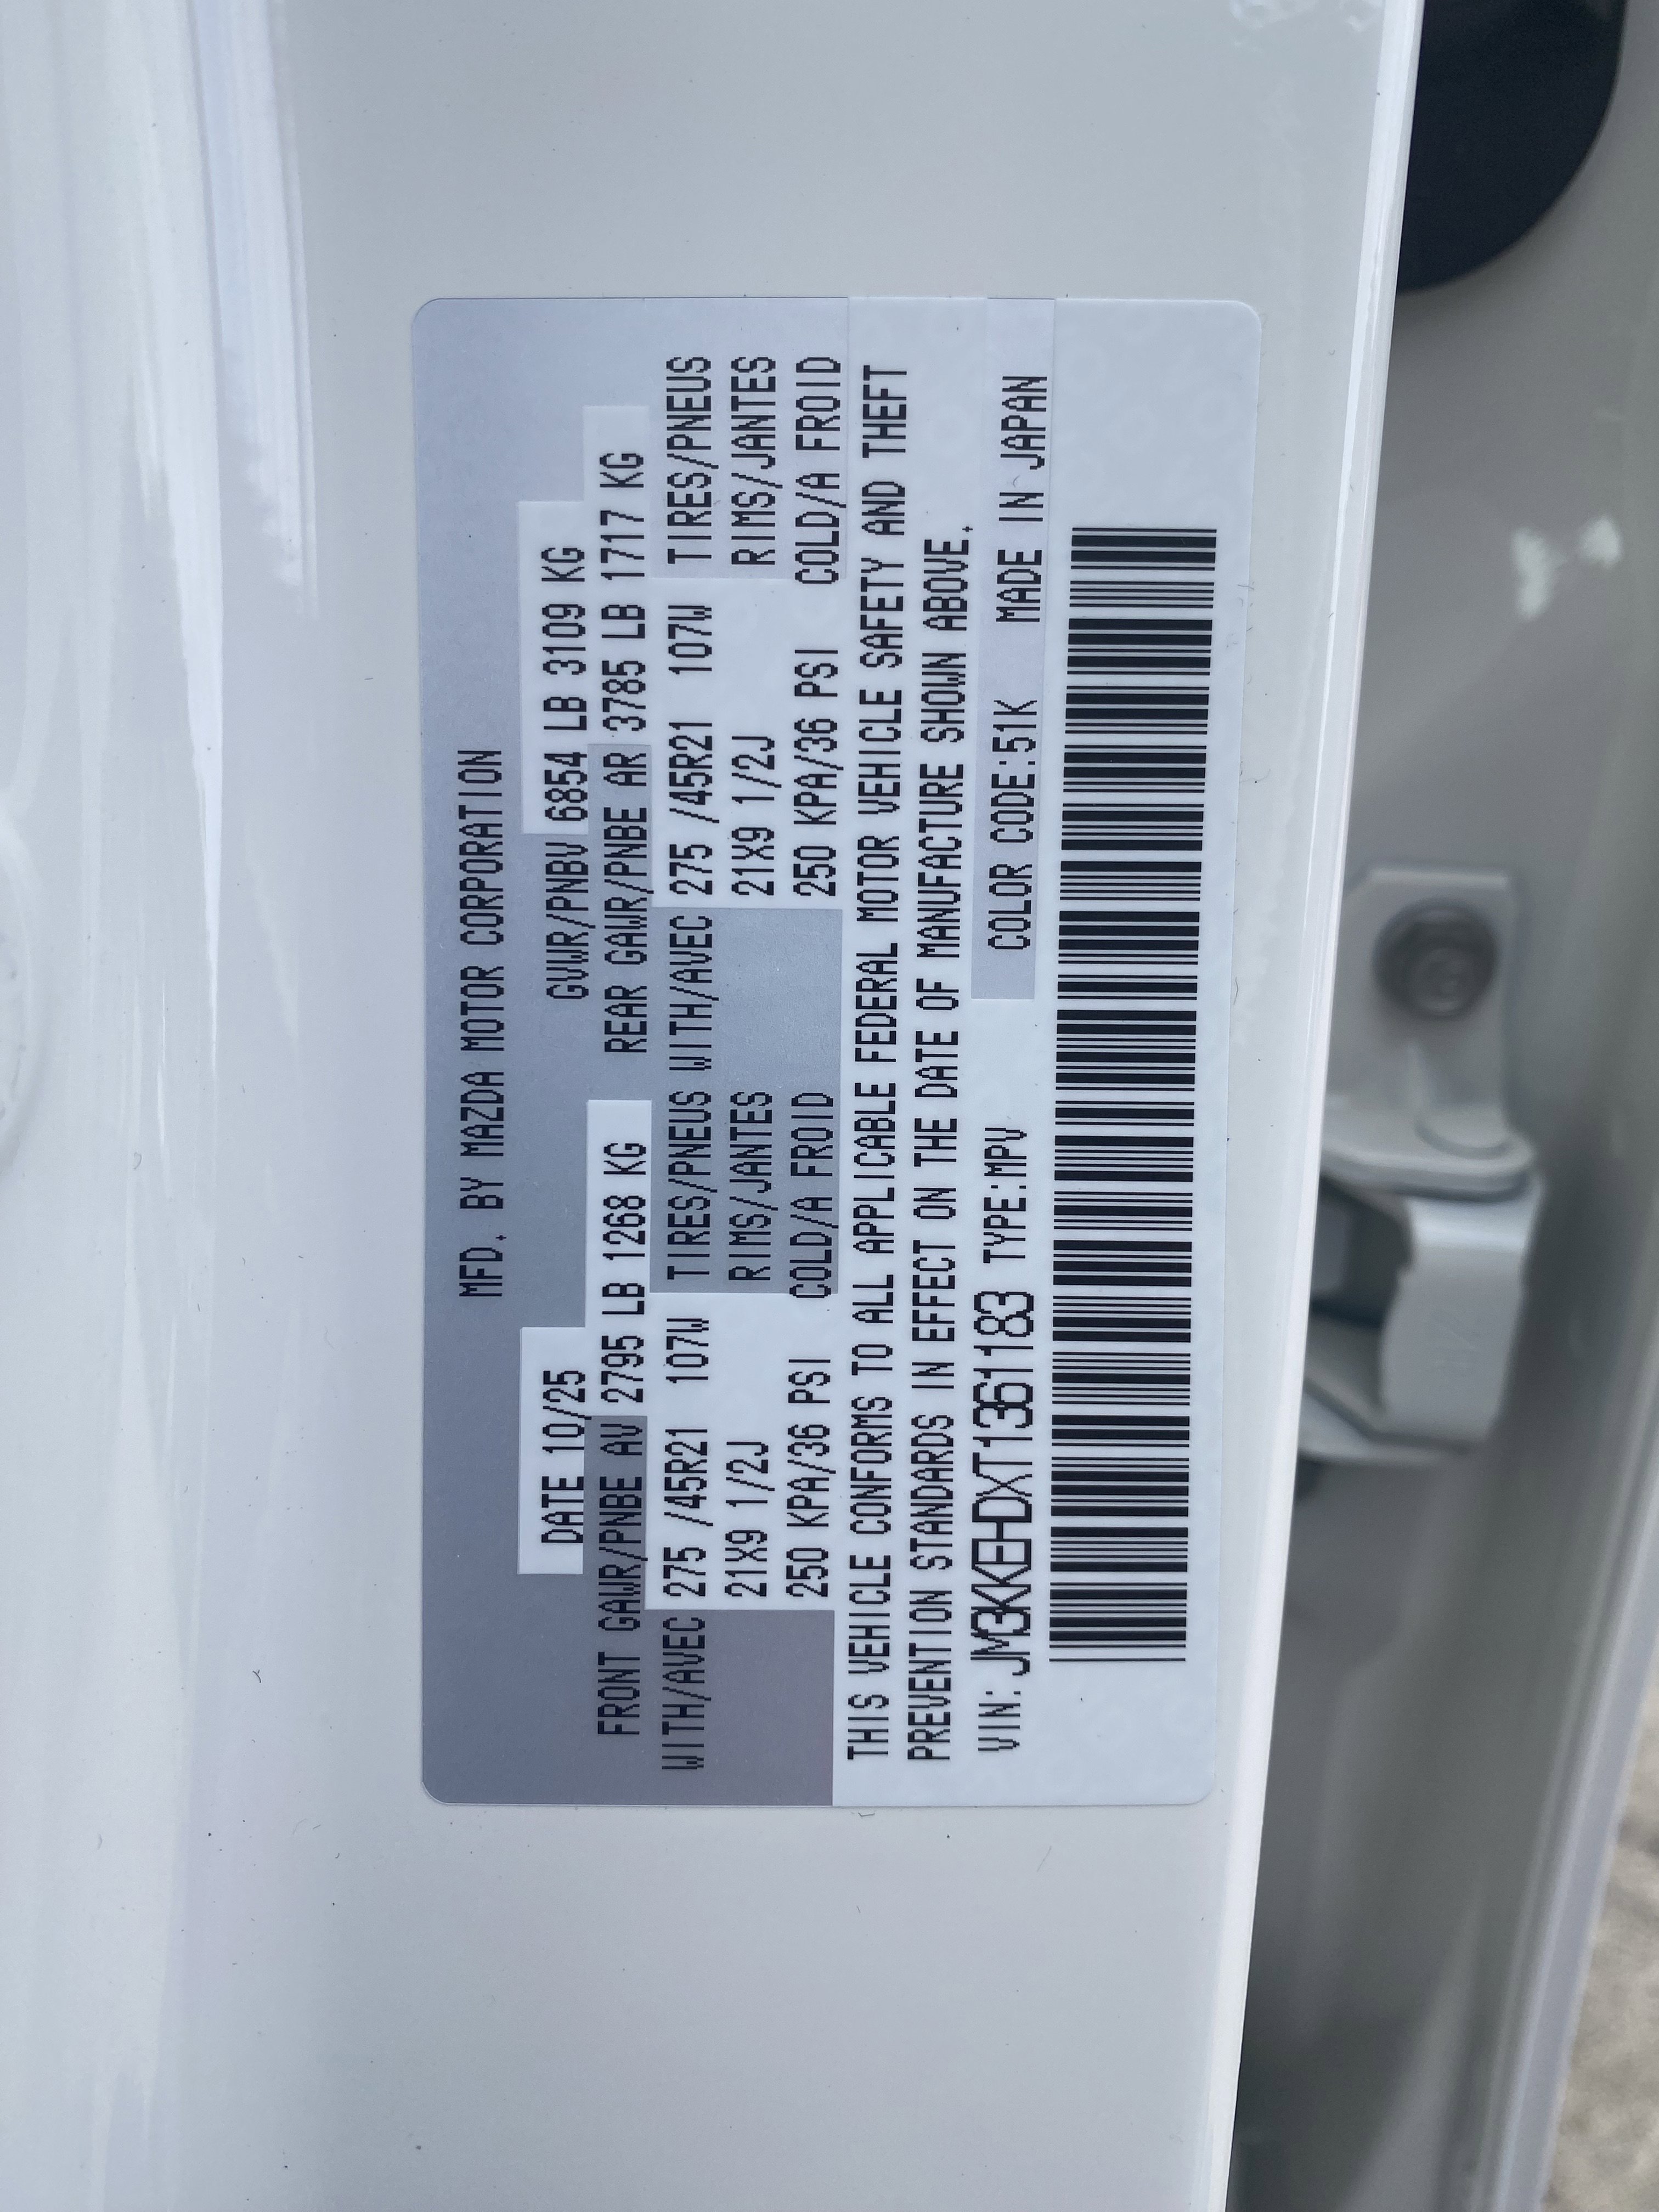 MFD. BY MAZDA MOTOR CORPORATION
DATE 10/25 GVWR/PNBV 6854 LB 3109 KG
FRONT GAWR/PNBE AV 2795 LB 1268 KG REAR GAWR/PNBE AR 3785 LB 1717 KG
WITH/AVEC 275 /45R21 107W TIRES/PNEUS WITH/AVEC 275 /45R21 107W TIRES/PNEUS
21X9 1/2J RIMS/JANTES 21X9 1/2J RIMS/JANTES
250 KPA/36 PSI COLD/A FROID 250 KPA/36 PSI COLD/A FROID
THIS VEHICLE CONFORMS TO ALL APPLICABLE FEDERAL MOTOR VEHICLE SAFETY AND THEFT
PREVENTION STANDARDS IN EFFECT ON THE DATE OF MANUFACTURE SHOWN ABOVE.
VIN: JM3KKEHDXT1361183 TYPE:MPV COLOR CODE:51K MADE IN JAPAN